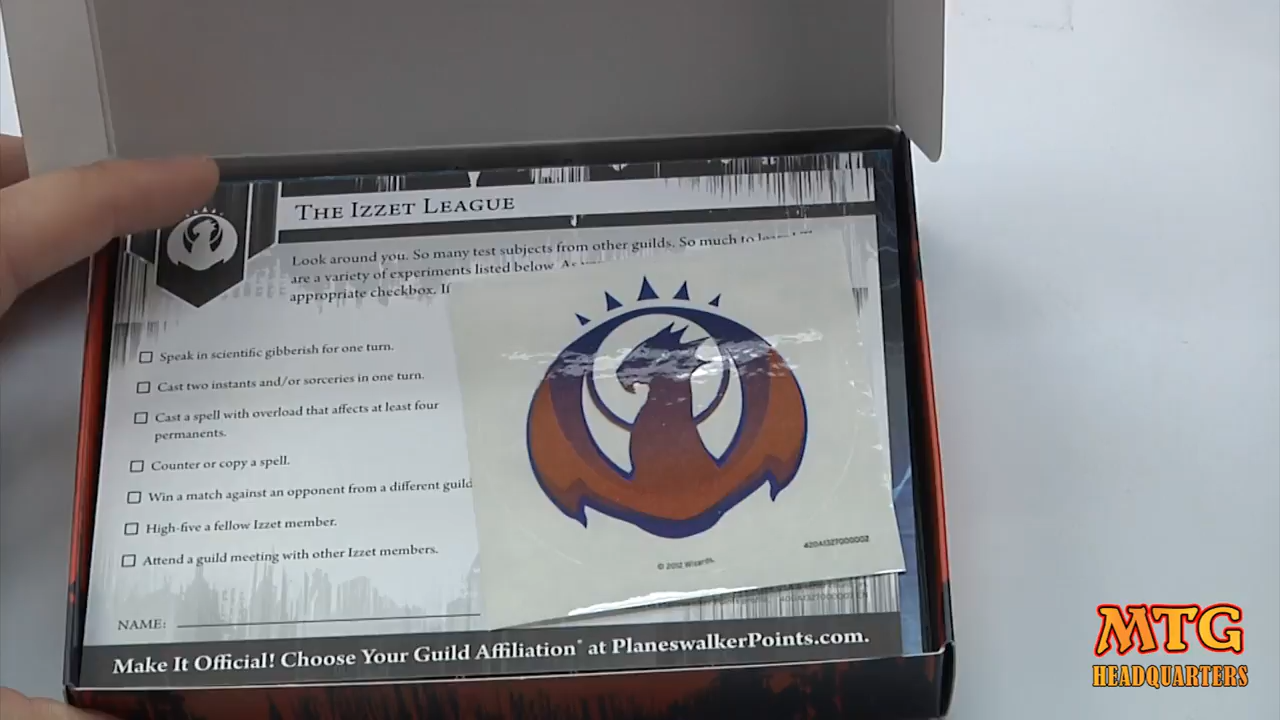 THE IZZET LEAGUE
Look around you. So many test subjects from other guilds. So much to
are a variety of experiments listed below.
appropriate checkbox. If
Speak in scientific gibberish for one turn.
Cast two instants and/or sorceries in one turn.
Cast a spell with overload that affects at least four
permanents.
Counter or copy a spell.
Win a match against an opponent from a different guild
High-five a fellow Izzet member.
Attend a guild meeting with other Izzet members.
NAME:
420A1327000002
© 2012 Wizards.
Make It Official! Choose Your Guild Affiliation* at PlaneswalkerPoints.com.
MTG
HEADQUARTERS